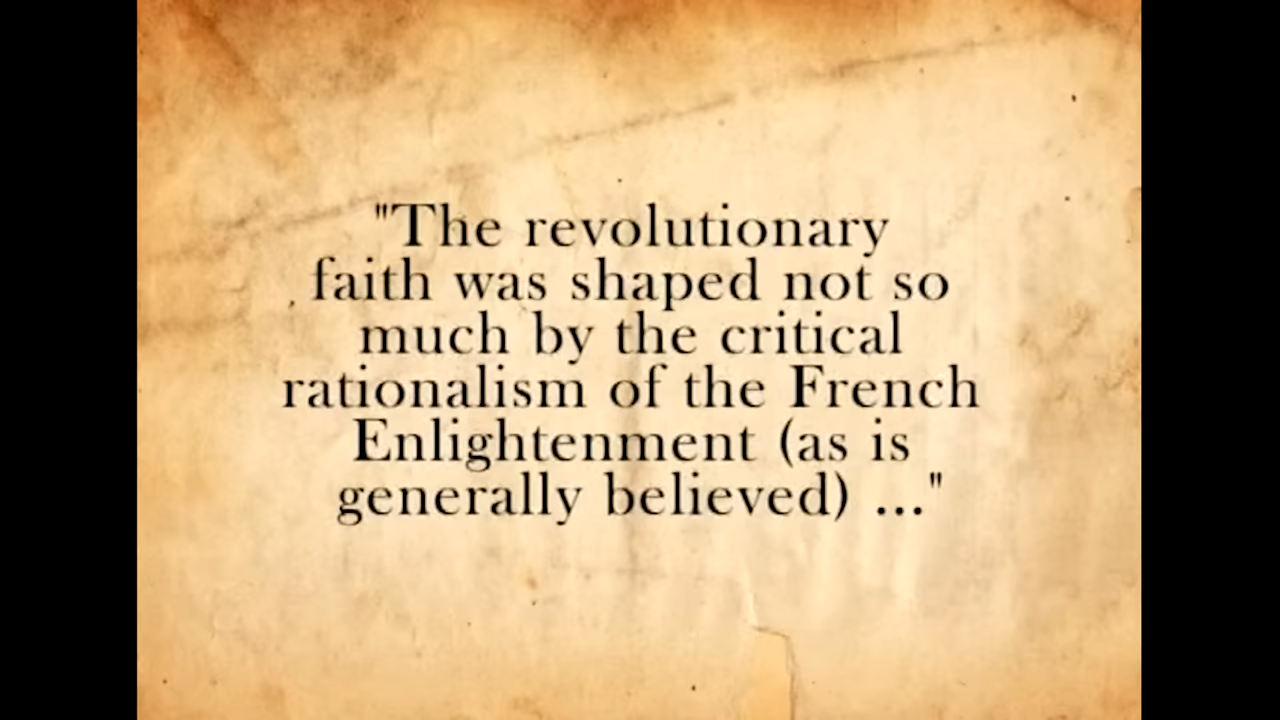 "The revolutionary
faith was shaped not so
much by the critical
rationalism of the French
Enlightenment (as is
generally believed) ..."